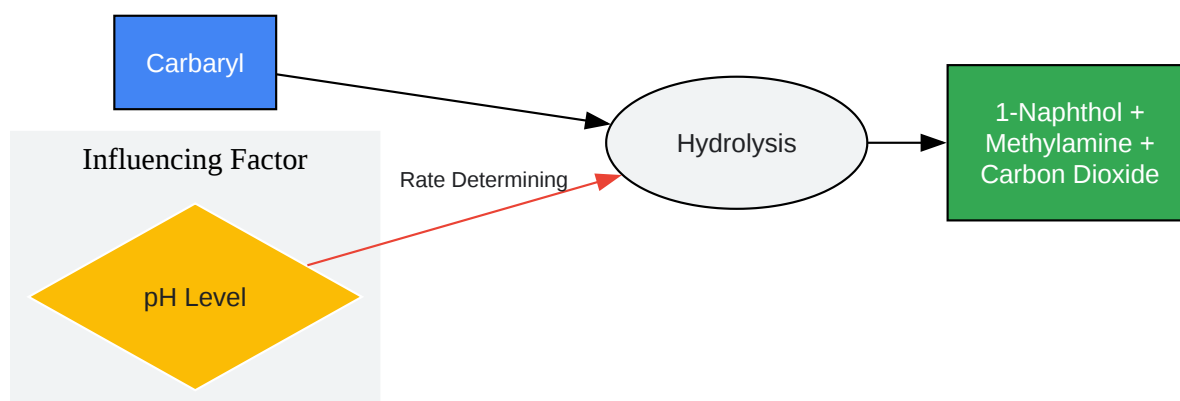 Carbaryl
Influencing Factor
pH Level
Rate Determining
Hydrolysis
1-Naphthol +
Methylamine +
Carbon Dioxide